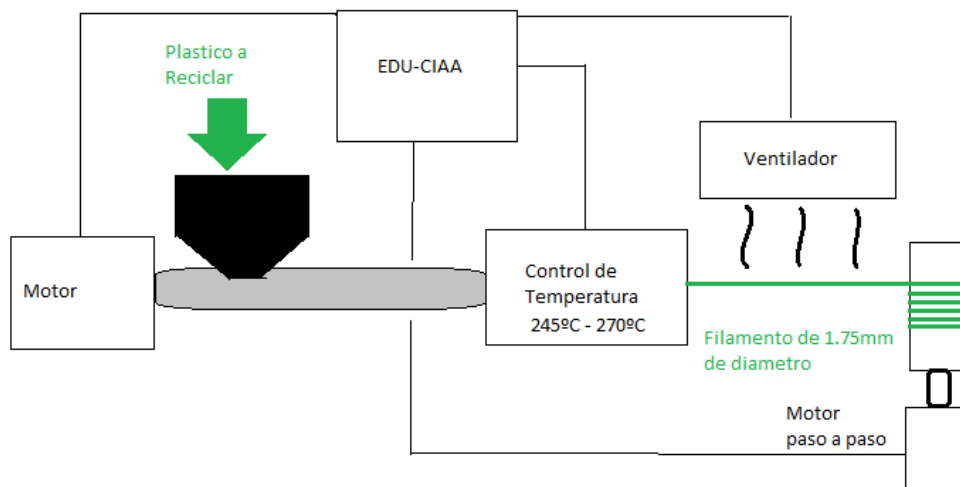 Plastico a
Reciclar
EDU-CIAA
Ventilador
Motor
Control de
Temperatura
245ºC - 270ºC
Filamento de 1.75mm
de diametro
Motor
paso a paso